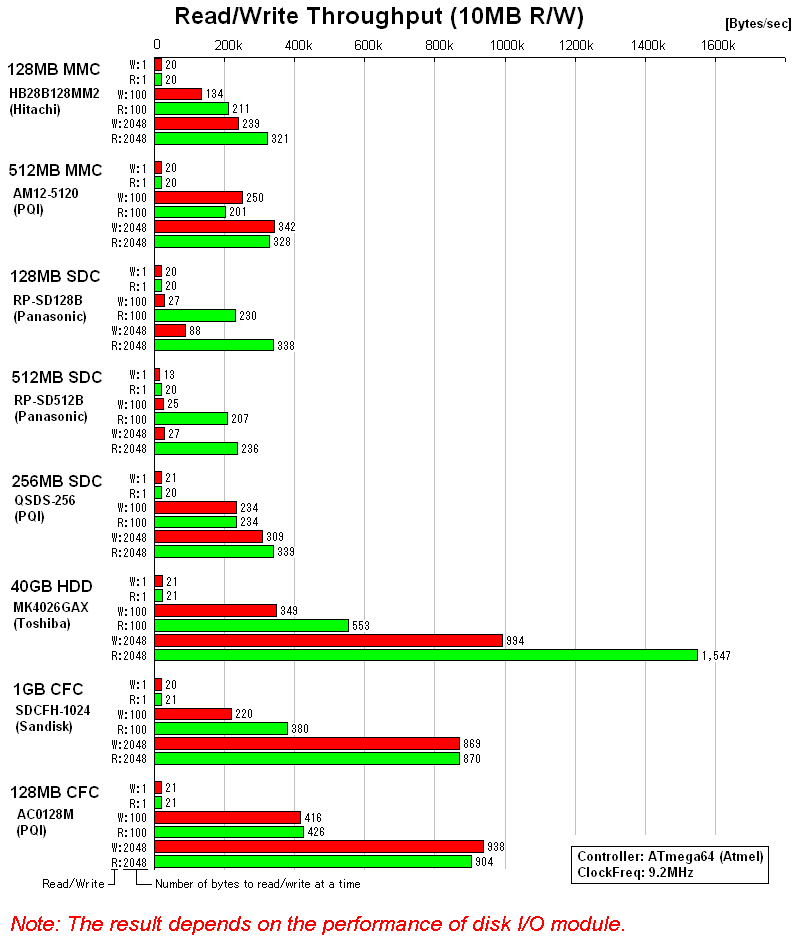 Read/Write Throughput (10MB R/W)
[Bytes/sec]
0 200k 400k 600k 800k 1000k 1200k 1400k 1600k
128MB MMC
HB28B128MM2
(Hitachi)
W:1 20
R:1 20
W:100 134
R:100 211
W:2048 239
R:2048 321
512MB MMC
AM12-5120
(PQI)
W:1 20
R:1 20
W:100 250
R:100 201
W:2048 342
R:2048 328
128MB SDC
RP-SD128B
(Panasonic)
W:1 20
R:1 20
W:100 27
R:100 230
W:2048 88
R:2048 338
512MB SDC
RP-SD512B
(Panasonic)
W:1 13
R:1 20
W:100 25
R:100 207
W:2048 27
R:2048 236
256MB SDC
QSDS-256
(PQI)
W:1 21
R:1 20
W:100 234
R:100 234
W:2048 309
R:2048 339
40GB HDD
MK4026GAX
(Toshiba)
W:1 21
R:1 21
W:100 349
R:100 553
W:2048 994
R:2048 1,547
1GB CFC
SDCFH-1024
(Sandisk)
W:1 20
R:1 21
W:100 220
R:100 380
W:2048 869
R:2048 870
128MB CFC
AC0128M
(PQI)
W:1 21
R:1 21
W:100 416
R:100 426
W:2048 938
R:2048 904
Read/Write
Number of bytes to read/write at a time
Controller: ATmega64 (Atmel)
ClockFreq: 9.2MHz
Note: The result depends on the performance of disk I/O module.